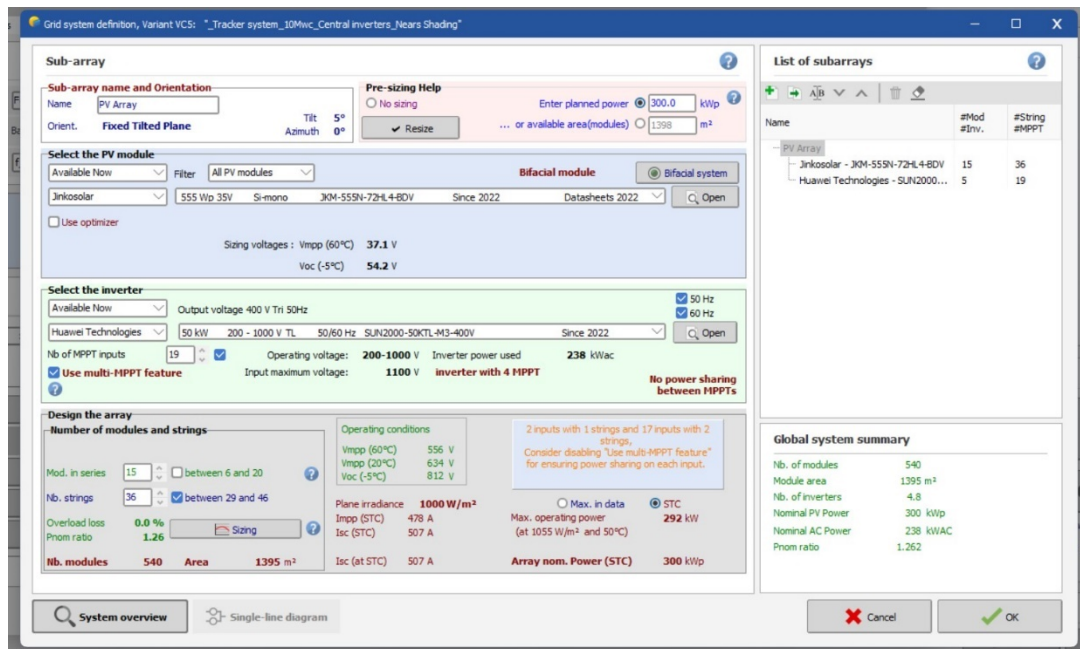 Grid system definition, Variant VC5: "_Tracker system_10Mwc_Central inverters_Nears Shading"
Sub-array
Sub-array name and Orientation
Name PV Array
Orient. Fixed Tilted Plane
Tilt 5°
Azimuth 0°
Pre-sizing Help
No sizing
Enter planned power 300.0 kWp
Resize
... or available area(modules) 1398 m²
Select the PV module
Available Now Filter All PV modules Bifacial module Bifacial system
Jinkosolar 555 Wp 35V Si-mono JKM-555N-72HL4-BDV Since 2022 Datasheets 2022 Open
Use optimizer
Sizing voltages : Vmpp (60°C) 37.1 V
Voc (-5°C) 54.2 V
Select the inverter
Available Now Output voltage 400 V Tri 50Hz
50 Hz
60 Hz
Huawei Technologies 50 kW 200 - 1000 V TL 50/60 Hz SUN2000-50KTL-M3-400V Since 2022 Open
Nb of MPPT inputs 19 Operating voltage: 200-1000 V Inverter power used 238 kWac
Use multi-MPPT feature Input maximum voltage: 1100 V inverter with 4 MPPT
No power sharing
between MPPTs
Design the array
Number of modules and strings
Mod. in series 15 between 6 and 20
Nb. strings 36 between 29 and 46
Overload loss 0.0 %
Pnom ratio 1.26
Sizing
Nb. modules 540 Area 1395 m²
Operating conditions
Vmpp (60°C) 556 V
Vmpp (20°C) 634 V
Voc (-5°C) 812 V
Plane irradiance 1000 W/m²
Impp (STC) 478 A
Isc (STC) 507 A
Isc (at STC) 507 A
2 inputs with 1 strings and 17 inputs with 2
strings,
Consider disabling "Use multi-MPPT feature"
for ensuring power sharing on each input.
Max. in data STC
Max. operating power 292 kW
(at 1055 W/m² and 50°C)
Array nom. Power (STC) 300 kWp
System overview Single-line diagram
List of subarrays
Name #Mod #String
#Inv. #MPPT
PV Array
Jinkosolar - JKM-555N-72HL4-BDV 15 36
Huawei Technologies - SUN2000... 5 19
Global system summary
Nb. of modules 540
Module area 1395 m²
Nb. of inverters 4.8
Nominal PV Power 300 kWp
Nominal AC Power 238 kWAC
Pnom ratio 1.262
Cancel OK